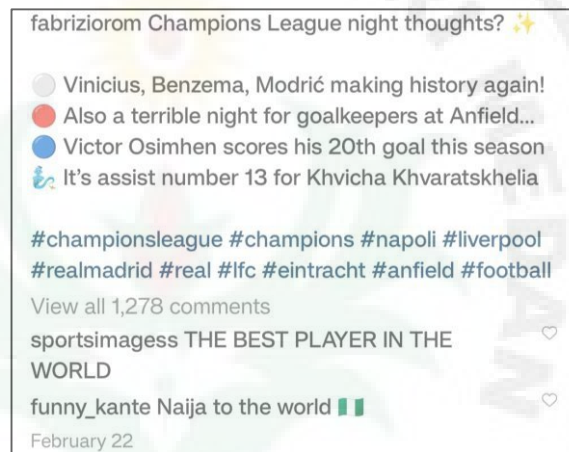 fabriziorom Champions League night thoughts? ✨
⚪ Vinicius, Benzema, Modrić making history again!
🔴 Also a terrible night for goalkeepers at Anfield...
🔵 Victor Osimhen scores his 20th goal this season
🧞‍♂️ It’s assist number 13 for Khvicha Khvaratskhelia
#championsleague #champions #napoli #liverpool
#realmadrid #real #lfc #eintracht #anfield #football
View all 1,278 comments
sportsimagess THE BEST PLAYER IN THE
WORLD
funny_kante Naija to the world 🇳🇬
February 22